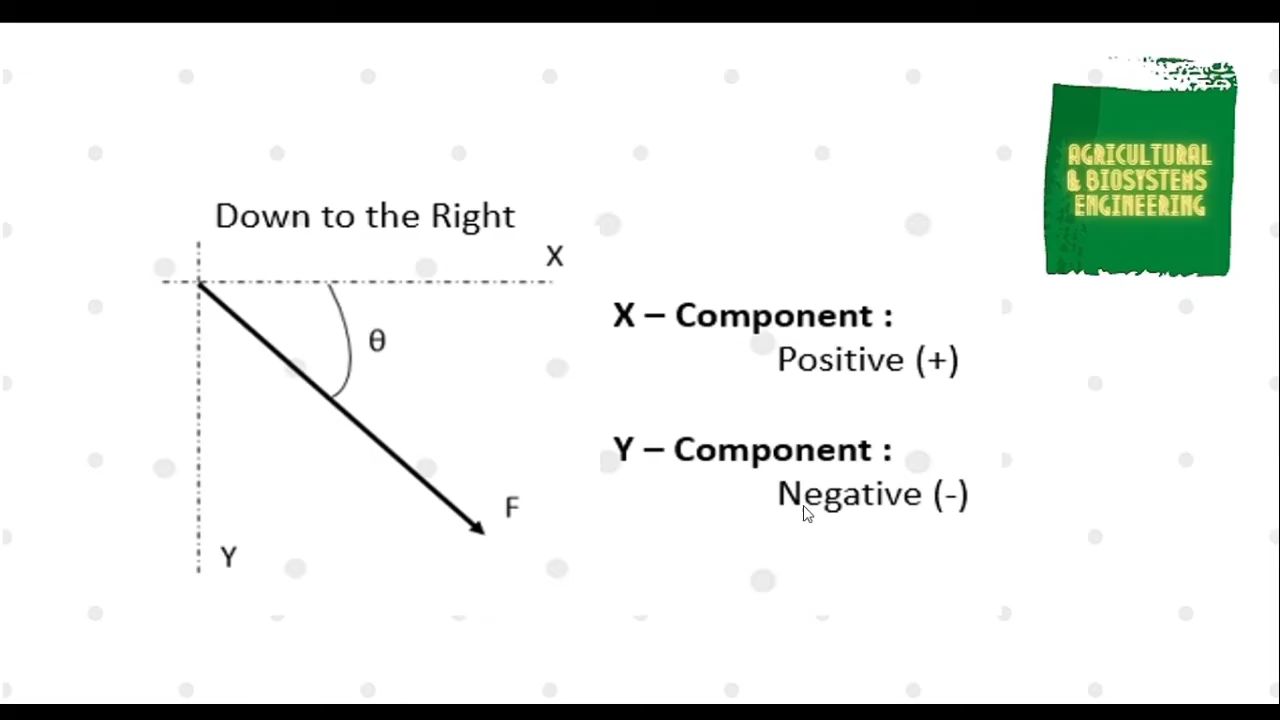 AGRICULTURAL
& BIOSYSTEMS
ENGINEERING
Down to the Right
X
θ
F
Y
X – Component :
Positive (+)
Y – Component :
Negative (-)